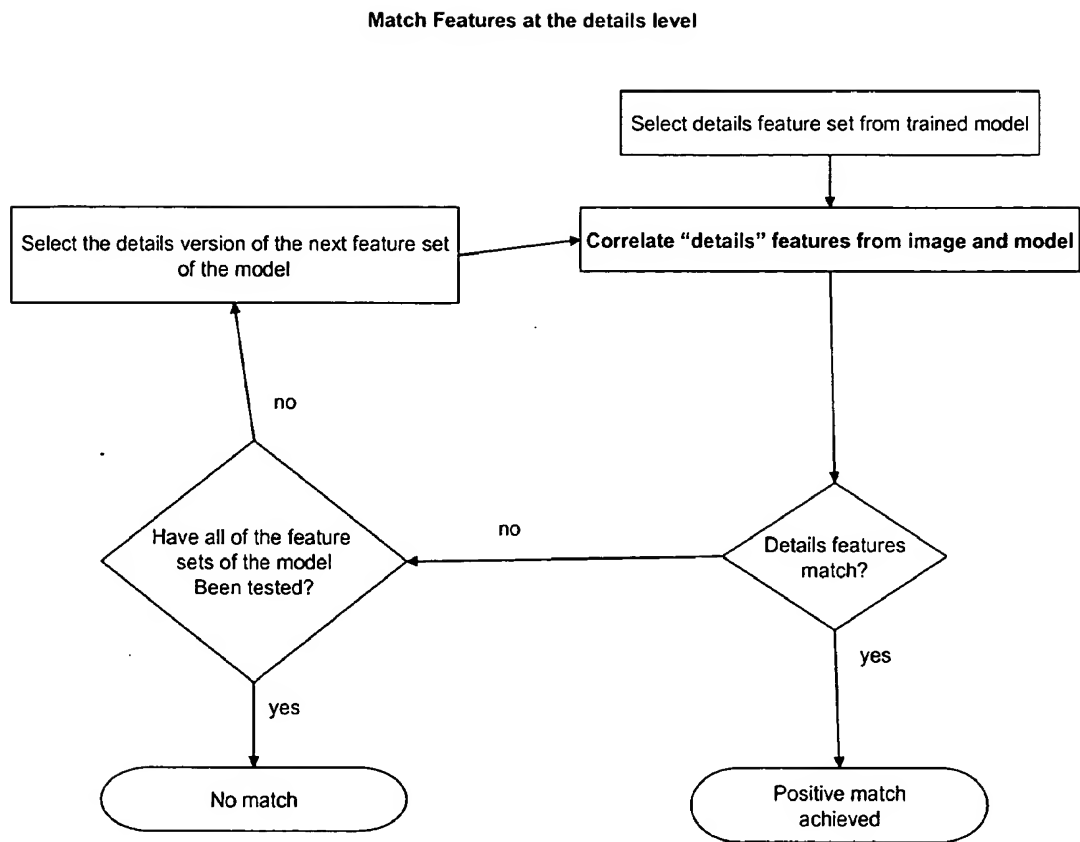 Match Features at the details level
Select details feature set from trained model
Select the details version of the next feature set
of the model
Correlate “details” features from image and model
no
Have all of the feature
sets of the model
Been tested?
no
Details features
match?
yes
yes
No match
Positive match
achieved